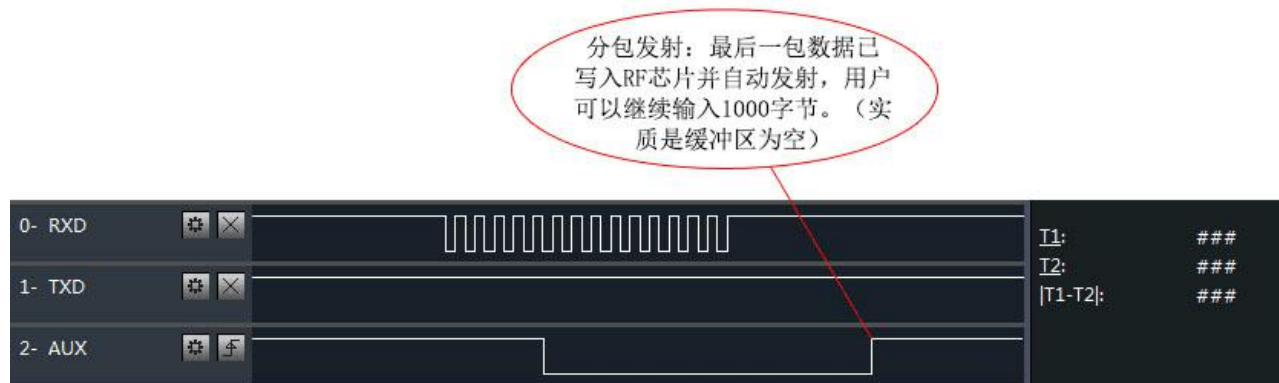 分包发射：最后一包数据已
写入RF芯片并自动发射，用户
可以继续输入1000字节。（实
质是缓冲区为空）
0- RXD
1- TXD
2- AUX
T1: ###
T2: ###
|T1-T2|: ###